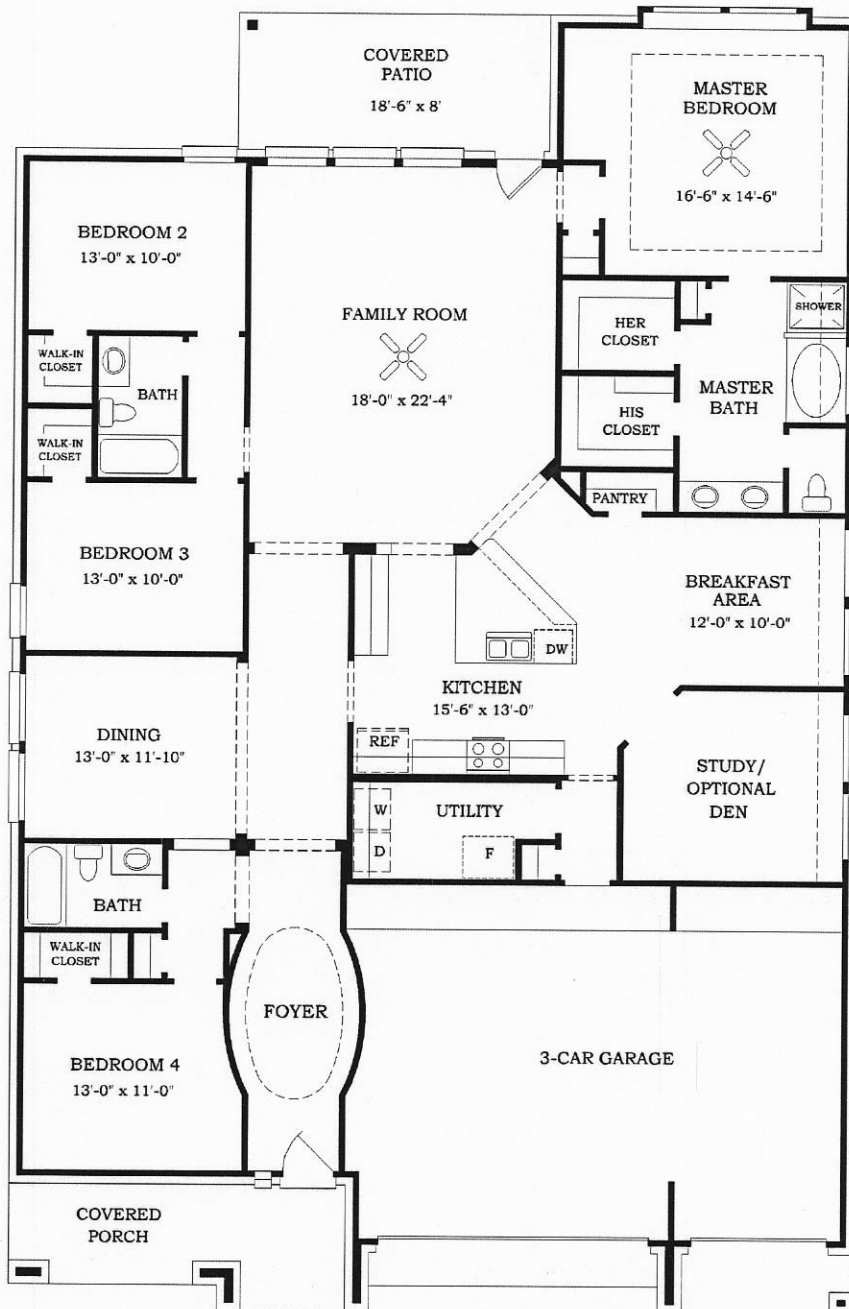 COVERED
PATIO
18'-6" x 8'
MASTER
BEDROOM
16'-6" x 14'-6"
BEDROOM 2
13'-0" x 10'-0"
FAMILY ROOM
18'-0" x 22'-4"
HER
CLOSET
SHOWER
WALK-IN
CLOSET
BATH
MASTER
BATH
HIS
CLOSET
WALK-IN
CLOSET
PANTRY
BEDROOM 3
13'-0" x 10'-0"
BREAKFAST
AREA
12'-0" x 10'-0"
DW
KITCHEN
15'-6" x 13'-0"
DINING
13'-0" x 11'-10"
REF
STUDY/
OPTIONAL
DEN
W
UTILITY
D
F
BATH
WALK-IN
CLOSET
FOYER
BEDROOM 4
13'-0" x 11'-0"
3-CAR GARAGE
COVERED
PORCH